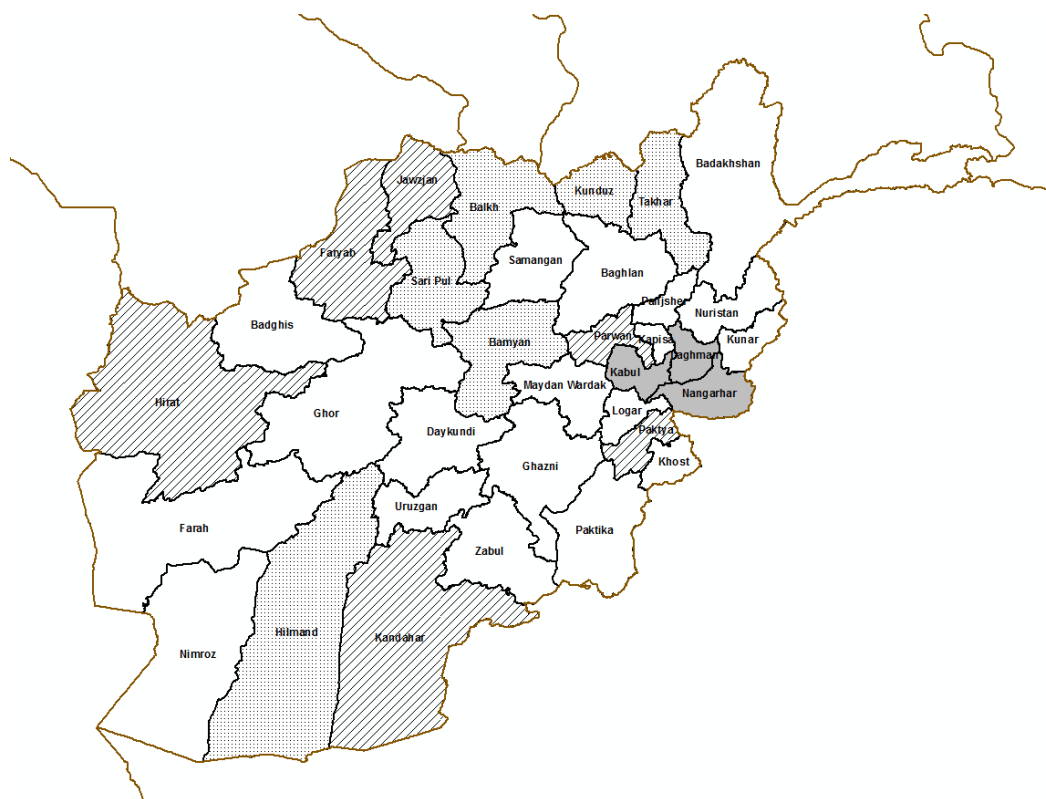 Badakhshan
Jawzjan
Balkh
Kunduz
Takhar
Faryab
Samangan
Baghlan
Sari Pul
Panjsher
Nuristan
Badghis
Parwan
Kapisa
Kunar
Bamyan
Laghman
Kabul
Maydan Wardak
Nangarhar
Hirat
Ghor
Logar
Daykundi
Paktya
Ghazni
Khost
Uruzgan
Farah
Paktika
Zabul
Hilmand
Kandahar
Nimroz